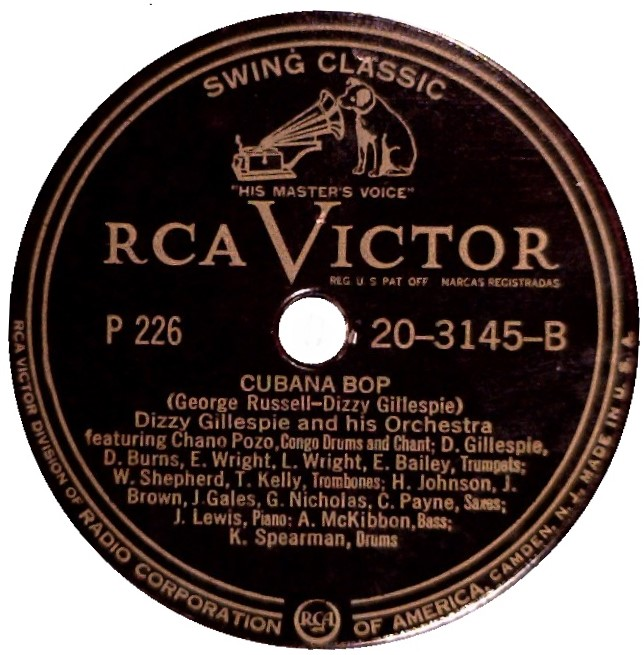 SWING CLASSIC
"HIS MASTER'S VOICE"
RCA VICTOR
REG. U S PAT OFF MARCAS REGISTRADAS
P 226
20-3145-B
CUBANA BOP
(George Russell-Dizzy Gillespie)
Dizzy Gillespie and his Orchestra
featuring Chano Pozo, Congo Drums and Chant; D. Gillespie,
D. Burns, E. Wright, L. Wright, E. Bailey, Trumpets;
W. Shepherd, T. Kelly, Trombones; H. Johnson, J.
Brown, J. Gales, G. Nicholas, C. Payne, Saxes;
J. Lewis, Piano; A. McKibbon, Bass;
K. Spearman, Drums
RCA VICTOR DIVISION OF RADIO CORPORATION OF AMERICA, CAMDEN, N. J., MADE IN U. S. A.
RCA